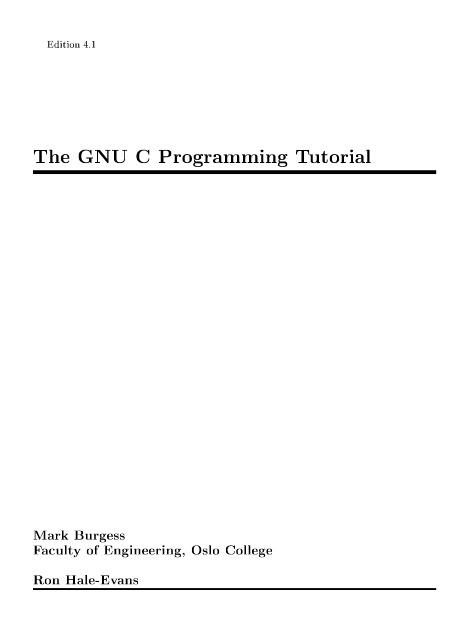 Edition 4.1
The GNU C Programming Tutorial
Mark Burgess
Faculty of Engineering, Oslo College
Ron Hale-Evans